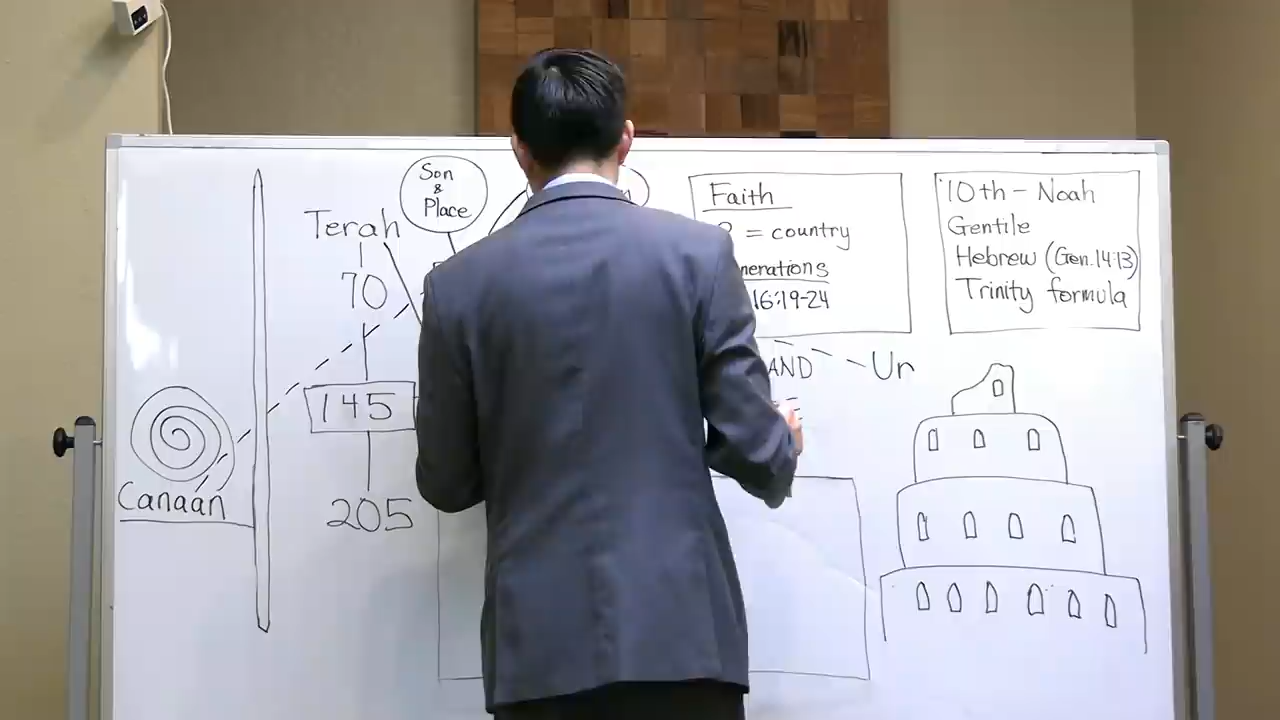 Son
&
Place
Terah
70
145
205
Canaan
Faith
= country
16:19-24
AND
Ur
10th - Noah
Gentile
Hebrew (Gen.14:13)
Trinity formula